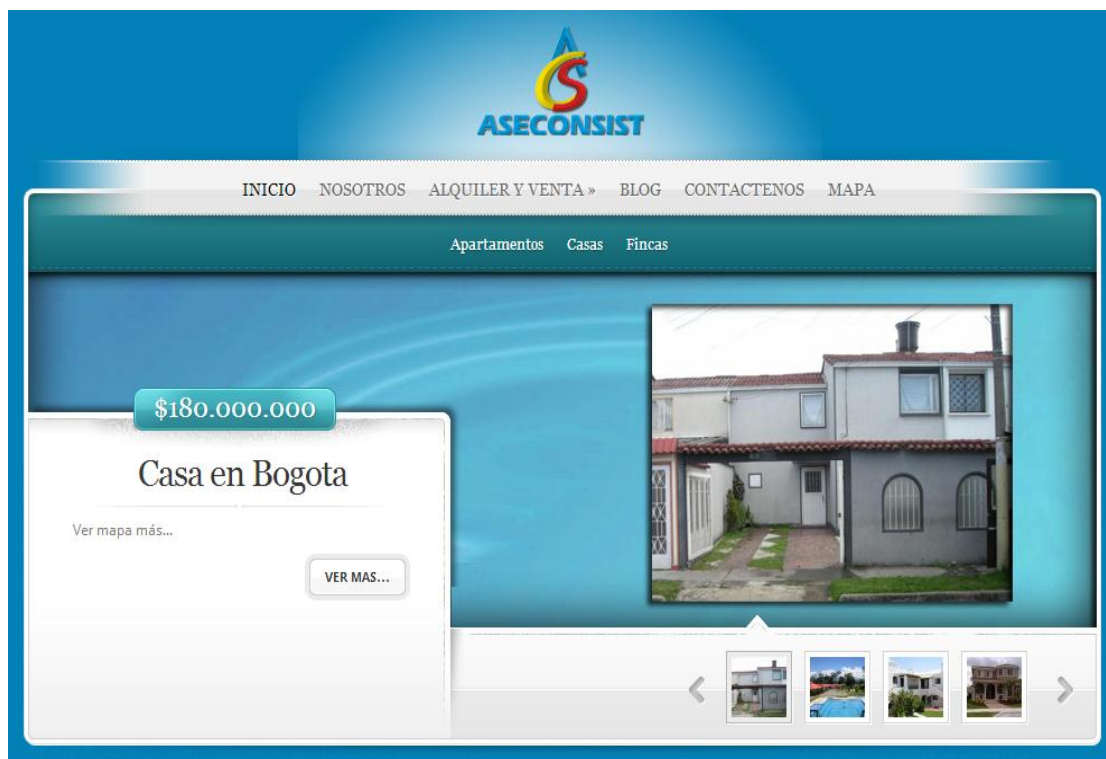 ASECONSIST
INICIO NOSOTROS ALQUILER Y VENTA » BLOG CONTACTENOS MAPA
Apartamentos Casas Fincas
$180.000.000
Casa en Bogota
Ver mapa más...
VER MAS...